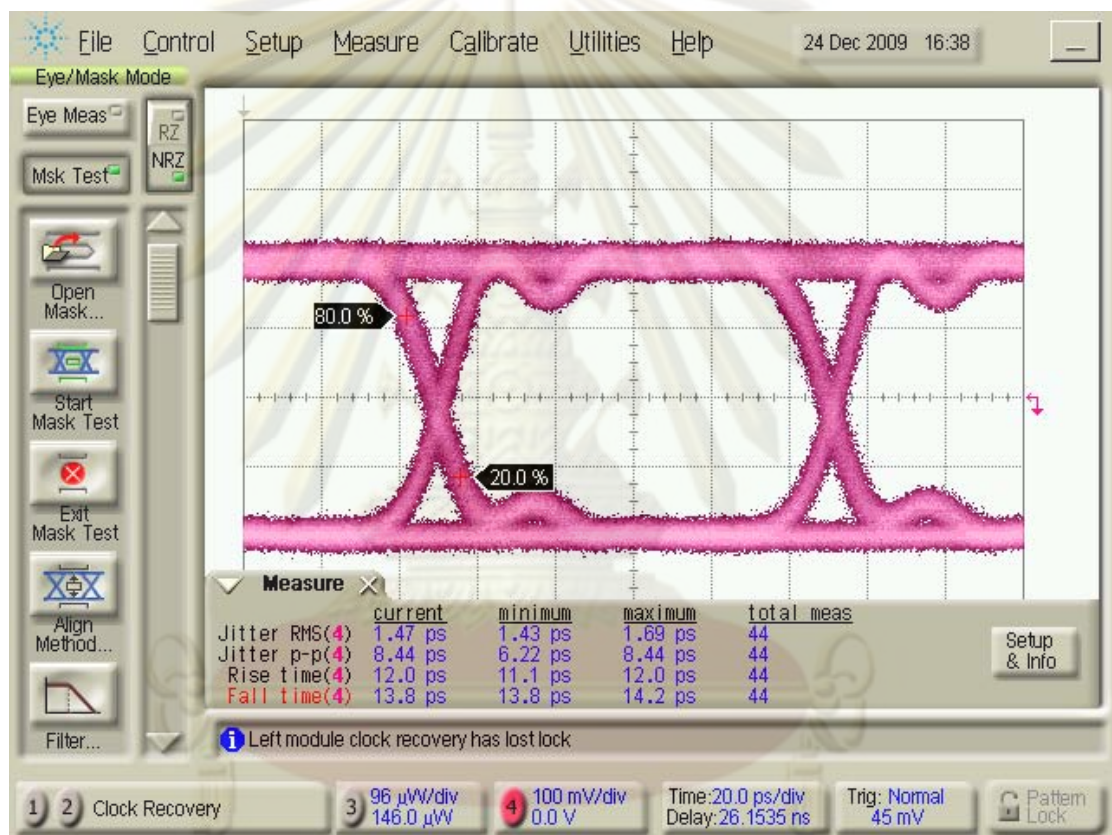 File Control Setup Measure Calibrate Utilities Help 24 Dec 2009 16:38
Eye/Mask Mode
Eye Meas
RZ
NRZ
Msk Test
Open
Mask...
Start
Mask Test
Exit
Mask Test
Align
Method...
Filter...
80.0 %
20.0 %
Measure
current minimum maximum total meas
Jitter RMS(4) 1.47 ps 1.43 ps 1.69 ps 44
Jitter p-p(4) 8.44 ps 6.22 ps 8.44 ps 44
Rise time(4) 12.0 ps 11.1 ps 12.0 ps 44
Fall time(4) 13.8 ps 13.8 ps 14.2 ps 44
Setup
& Info
Left module clock recovery has lost lock
1 2 Clock Recovery
3 96 µW/div
146.0 µW
4 100 mV/div
0.0 V
Time:20.0 ps/div
Delay:26.1535 ns
Trig: Normal
45 mV
Pattern
Lock